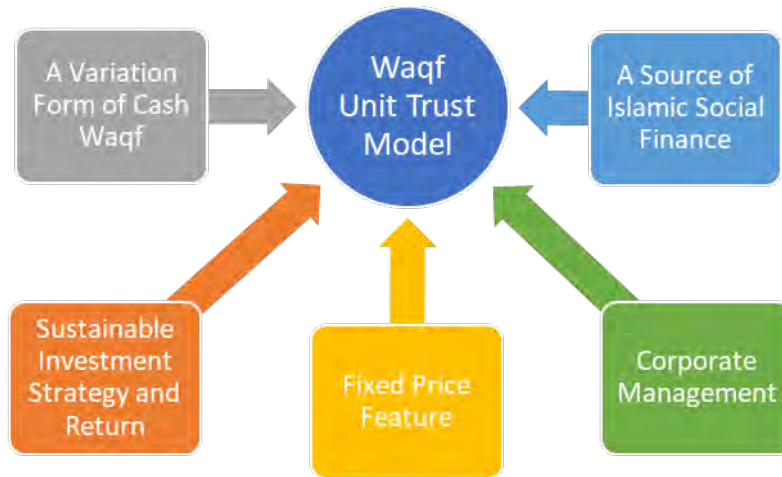 A Variation
Form of Cash
Waqf
Waqf
Unit Trust
Model
A Source of
Islamic Social
Finance
Sustainable
Investment
Strategy and
Return
Fixed Price
Feature
Corporate
Management